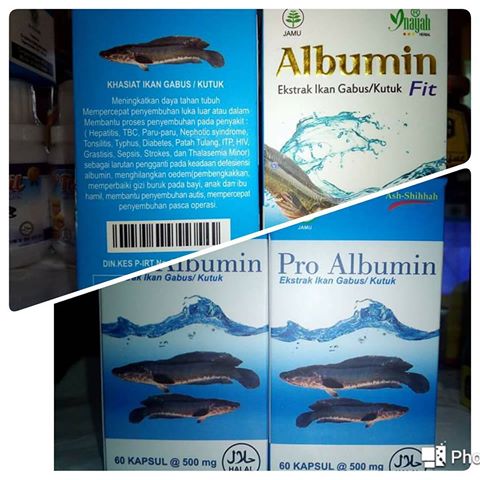 KHASIAT IKAN GABUS / KUTUK
Meningkatkan daya tahan tubuh
Mempercepat penyembuhan luka luar atau dalam
Membantu proses penyembuhan pada penyakit :
( Hepatitis, TBC, Paru-paru, Nephotic syndrome,
Tonsilitis, Typhus, Diabetes, Patah Tulang, ITP, HIV,
Grastisis, Sepsis, Strokes, dan Thalasemia Minor)
sebagai larutan pengganti pada keadaan defesiensi
albumin, menghilangkan oedem(pembengkakkan,
memperbaiki gizi buruk pada bayi, anak dan ibu
hamil, membantu penyembuhan autis, mempercepat
penyembuhan pasca operasi.
DIN.KES P-IRT
JAMU
Inayah
HERBAL
Albumin
Ekstrak Ikan Gabus/Kutuk Fit
Ash-Shihhah
JAMU
Albumin
Ekstrak Ikan Gabus/ Kutuk
60 KAPSUL @ 500 mg
HALAL
Pro Albumin
Ekstrak Ikan Gabus/ Kutuk
60 KAPSUL @ 500 mg
حلال
HALAL